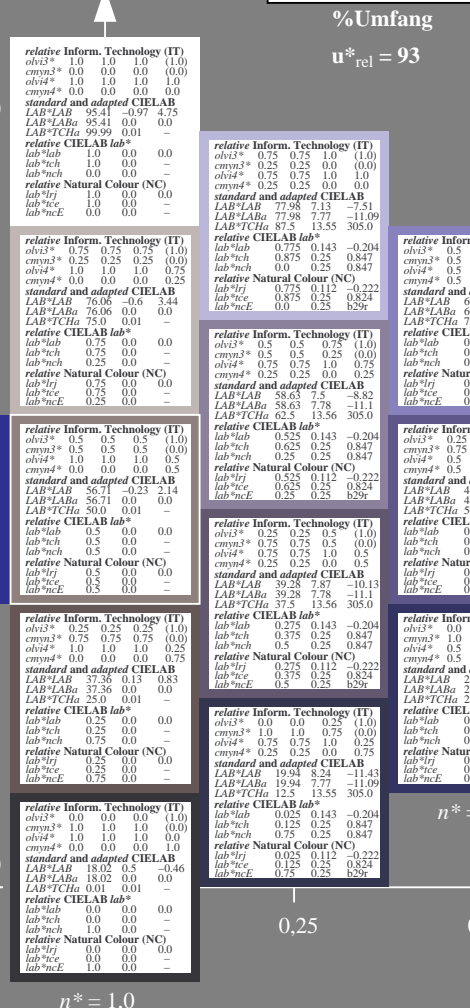 %Umfang
u*rel = 93
relative Inform. Technology (IT)
olvi3* 1.0 1.0 1.0 (1.0)
cmyn3* 0.0 0.0 0.0 (0.0)
olvi4* 1.0 1.0 1.0 1.0
cmyn4* 0.0 0.0 0.0 0.0
standard and adapted CIELAB
LAB*LAB 95.41 −0.97 4.75
LAB*LABa 95.41 0.0 0.0
LAB*TCHa 99.99 0.01 –
relative CIELAB lab*
lab*lab 1.0 0.0 0.0
lab*tch 1.0 0.0 –
lab*nch 0.0 0.0 –
relative Natural Colour (NC)
lab*lrj 1.0 0.0 0.0
lab*tce 1.0 0.0 –
lab*ncE 0.0 0.0 –
relative Inform. Technology (IT)
olvi3* 0.75 0.75 0.75 (1.0)
cmyn3* 0.25 0.25 0.25 (0.0)
olvi4* 1.0 1.0 1.0 0.75
cmyn4* 0.0 0.0 0.0 0.25
standard and adapted CIELAB
LAB*LAB 76.06 −0.6 3.44
LAB*LABa 76.06 0.0 0.0
LAB*TCHa 75.0 0.01 –
relative CIELAB lab*
lab*lab 0.75 0.0 0.0
lab*tch 0.75 0.0 –
lab*nch 0.25 0.0 –
relative Natural Colour (NC)
lab*lrj 0.75 0.0 0.0
lab*tce 0.75 0.0 –
lab*ncE 0.25 0.0 –
relative Inform. Technology (IT)
olvi3* 0.5 0.5 0.5 (1.0)
cmyn3* 0.5 0.5 0.5 (0.0)
olvi4* 1.0 1.0 1.0 0.5
cmyn4* 0.0 0.0 0.0 0.5
standard and adapted CIELAB
LAB*LAB 56.71 −0.23 2.14
LAB*LABa 56.71 0.0 0.0
LAB*TCHa 50.0 0.01 –
relative CIELAB lab*
lab*lab 0.5 0.0 0.0
lab*tch 0.5 0.0 –
lab*nch 0.5 0.0 –
relative Natural Colour (NC)
lab*lrj 0.5 0.0 0.0
lab*tce 0.5 0.0 –
lab*ncE 0.5 0.0 –
relative Inform. Technology (IT)
olvi3* 0.25 0.25 0.25 (1.0)
cmyn3* 0.75 0.75 0.75 (0.0)
olvi4* 1.0 1.0 1.0 0.25
cmyn4* 0.0 0.0 0.0 0.75
standard and adapted CIELAB
LAB*LAB 37.36 0.13 0.83
LAB*LABa 37.36 0.0 0.0
LAB*TCHa 25.0 0.01 –
relative CIELAB lab*
lab*lab 0.25 0.0 0.0
lab*tch 0.25 0.0 –
lab*nch 0.75 0.0 –
relative Natural Colour (NC)
lab*lrj 0.25 0.0 0.0
lab*tce 0.25 0.0 –
lab*ncE 0.75 0.0 –
relative Inform. Technology (IT)
olvi3* 0.0 0.0 0.0 (1.0)
cmyn3* 1.0 1.0 1.0 (0.0)
olvi4* 1.0 1.0 1.0 0.0
cmyn4* 0.0 0.0 0.0 1.0
standard and adapted CIELAB
LAB*LAB 18.02 0.5 −0.46
LAB*LABa 18.02 0.0 0.0
LAB*TCHa 0.01 0.01 –
relative CIELAB lab*
lab*lab 0.0 0.0 0.0
lab*tch 0.0 0.0 –
lab*nch 1.0 0.0 –
relative Natural Colour (NC)
lab*lrj 0.0 0.0 0.0
lab*tce 0.0 0.0 –
lab*ncE 1.0 0.0 –
n* = 1,0
relative Inform. Technology (IT)
olvi3* 0.75 0.75 1.0 (1.0)
cmyn3* 0.25 0.25 0.0 (0.0)
olvi4* 0.75 0.75 1.0 1.0
cmyn4* 0.25 0.25 0.0 0.0
standard and adapted CIELAB
LAB*LAB 77.98 7.13 −7.51
LAB*LABa 77.98 7.77 −11.09
LAB*TCHa 87.5 13.55 305.0
relative CIELAB lab*
lab*lab 0.775 0.143 −0.204
lab*tch 0.875 0.25 0.847
lab*nch 0.0 0.25 0.847
relative Natural Colour (NC)
lab*lrj 0.775 0.112 −0.222
lab*tce 0.875 0.25 0.824
lab*ncE 0.0 0.25 b29r
relative Inform. Technology (IT)
olvi3* 0.5 0.5 0.75 (1.0)
cmyn3* 0.5 0.5 0.25 (0.0)
olvi4* 0.75 0.75 1.0 0.75
cmyn4* 0.25 0.25 0.0 0.25
standard and adapted CIELAB
LAB*LAB 58.63 7.5 −8.82
LAB*LABa 58.63 7.78 −11.1
LAB*TCHa 62.5 13.56 305.0
relative CIELAB lab*
lab*lab 0.525 0.143 −0.204
lab*tch 0.625 0.25 0.847
lab*nch 0.25 0.25 0.847
relative Natural Colour (NC)
lab*lrj 0.525 0.112 −0.222
lab*tce 0.625 0.25 0.824
lab*ncE 0.25 0.25 b29r
relative Inform. Technology (IT)
olvi3* 0.25 0.25 0.5 (1.0)
cmyn3* 0.75 0.75 0.5 (0.0)
olvi4* 0.75 0.75 1.0 0.5
cmyn4* 0.25 0.25 0.0 0.5
standard and adapted CIELAB
LAB*LAB 39.28 7.87 −10.13
LAB*LABa 39.28 7.78 −11.1
LAB*TCHa 37.5 13.56 305.0
relative CIELAB lab*
lab*lab 0.275 0.143 −0.204
lab*tch 0.375 0.25 0.847
lab*nch 0.5 0.25 0.847
relative Natural Colour (NC)
lab*lrj 0.275 0.112 −0.222
lab*tce 0.375 0.25 0.824
lab*ncE 0.5 0.25 b29r
relative Inform. Technology (IT)
olvi3* 0.0 0.0 0.25 (1.0)
cmyn3* 1.0 1.0 0.75 (0.0)
olvi4* 0.75 0.75 1.0 0.25
cmyn4* 0.25 0.25 0.0 0.75
standard and adapted CIELAB
LAB*LAB 19.94 8.24 −11.43
LAB*LABa 19.94 7.77 −11.09
LAB*TCHa 12.5 13.55 305.0
relative CIELAB lab*
lab*lab 0.025 0.143 −0.204
lab*tch 0.125 0.25 0.847
lab*nch 0.75 0.25 0.847
relative Natural Colour (NC)
lab*lrj 0.025 0.112 −0.222
lab*tce 0.125 0.25 0.824
lab*ncE 0.75 0.25 b29r
0,25
n* =